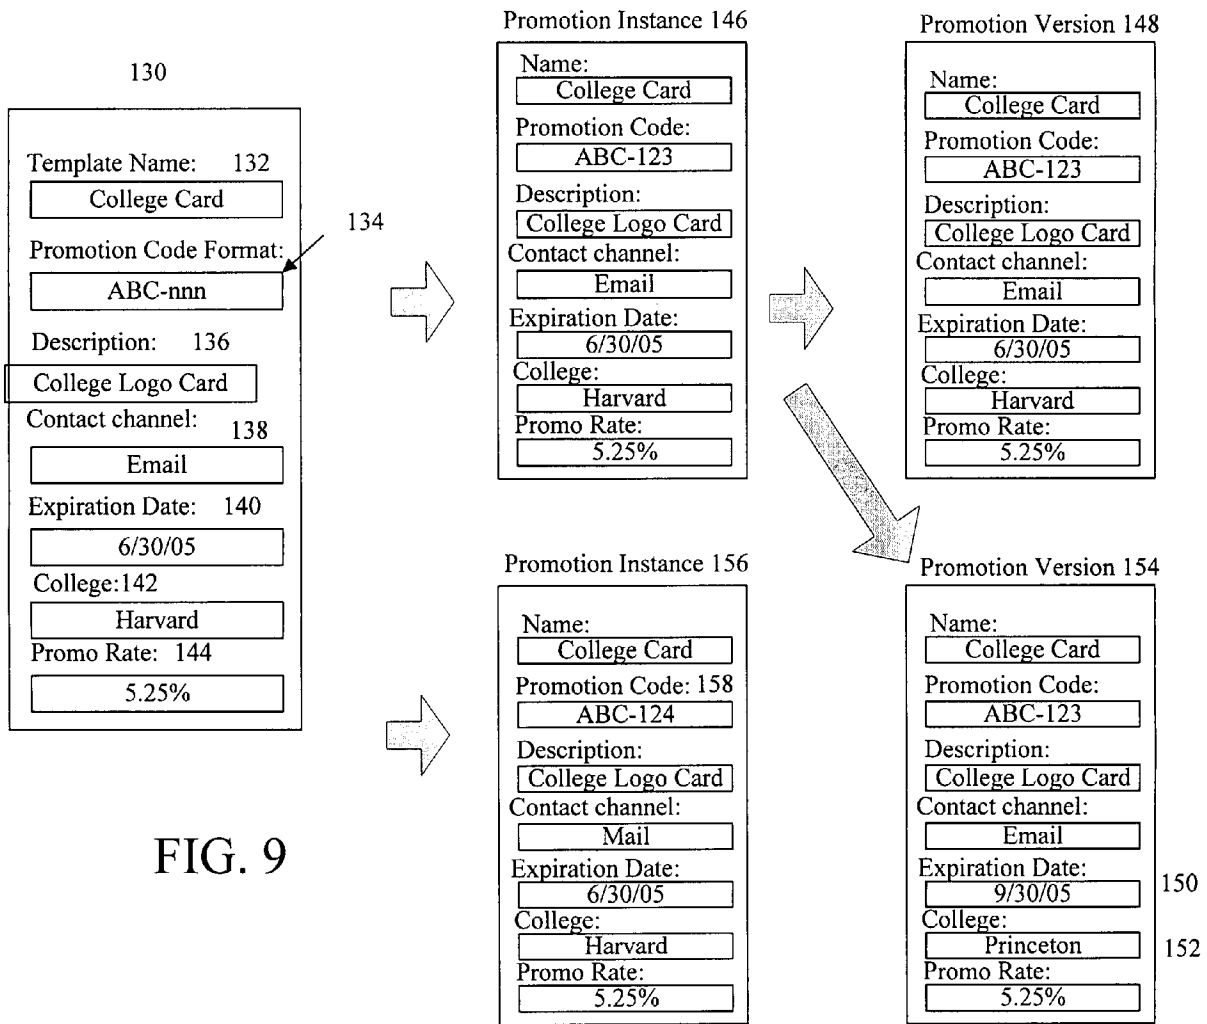 130
Template Name: 132
College Card
134
Promotion Code Format:
ABC-nnn
Description: 136
College Logo Card
Contact channel: 138
Email
Expiration Date: 140
6/30/05
College:142
Harvard
Promo Rate: 144
5.25%
FIG. 9
Promotion Instance 146
Name:
College Card
Promotion Code:
ABC-123
Description:
College Logo Card
Contact channel:
Email
Expiration Date:
6/30/05
College:
Harvard
Promo Rate:
5.25%
Promotion Version 148
Name:
College Card
Promotion Code:
ABC-123
Description:
College Logo Card
Contact channel:
Email
Expiration Date:
6/30/05
College:
Harvard
Promo Rate:
5.25%
Promotion Instance 156
Name:
College Card
Promotion Code: 158
ABC-124
Description:
College Logo Card
Contact channel:
Mail
Expiration Date:
6/30/05
College:
Harvard
Promo Rate:
5.25%
Promotion Version 154
Name:
College Card
Promotion Code:
ABC-123
Description:
College Logo Card
Contact channel:
Email
Expiration Date:
9/30/05 150
College:
Princeton 152
Promo Rate:
5.25%